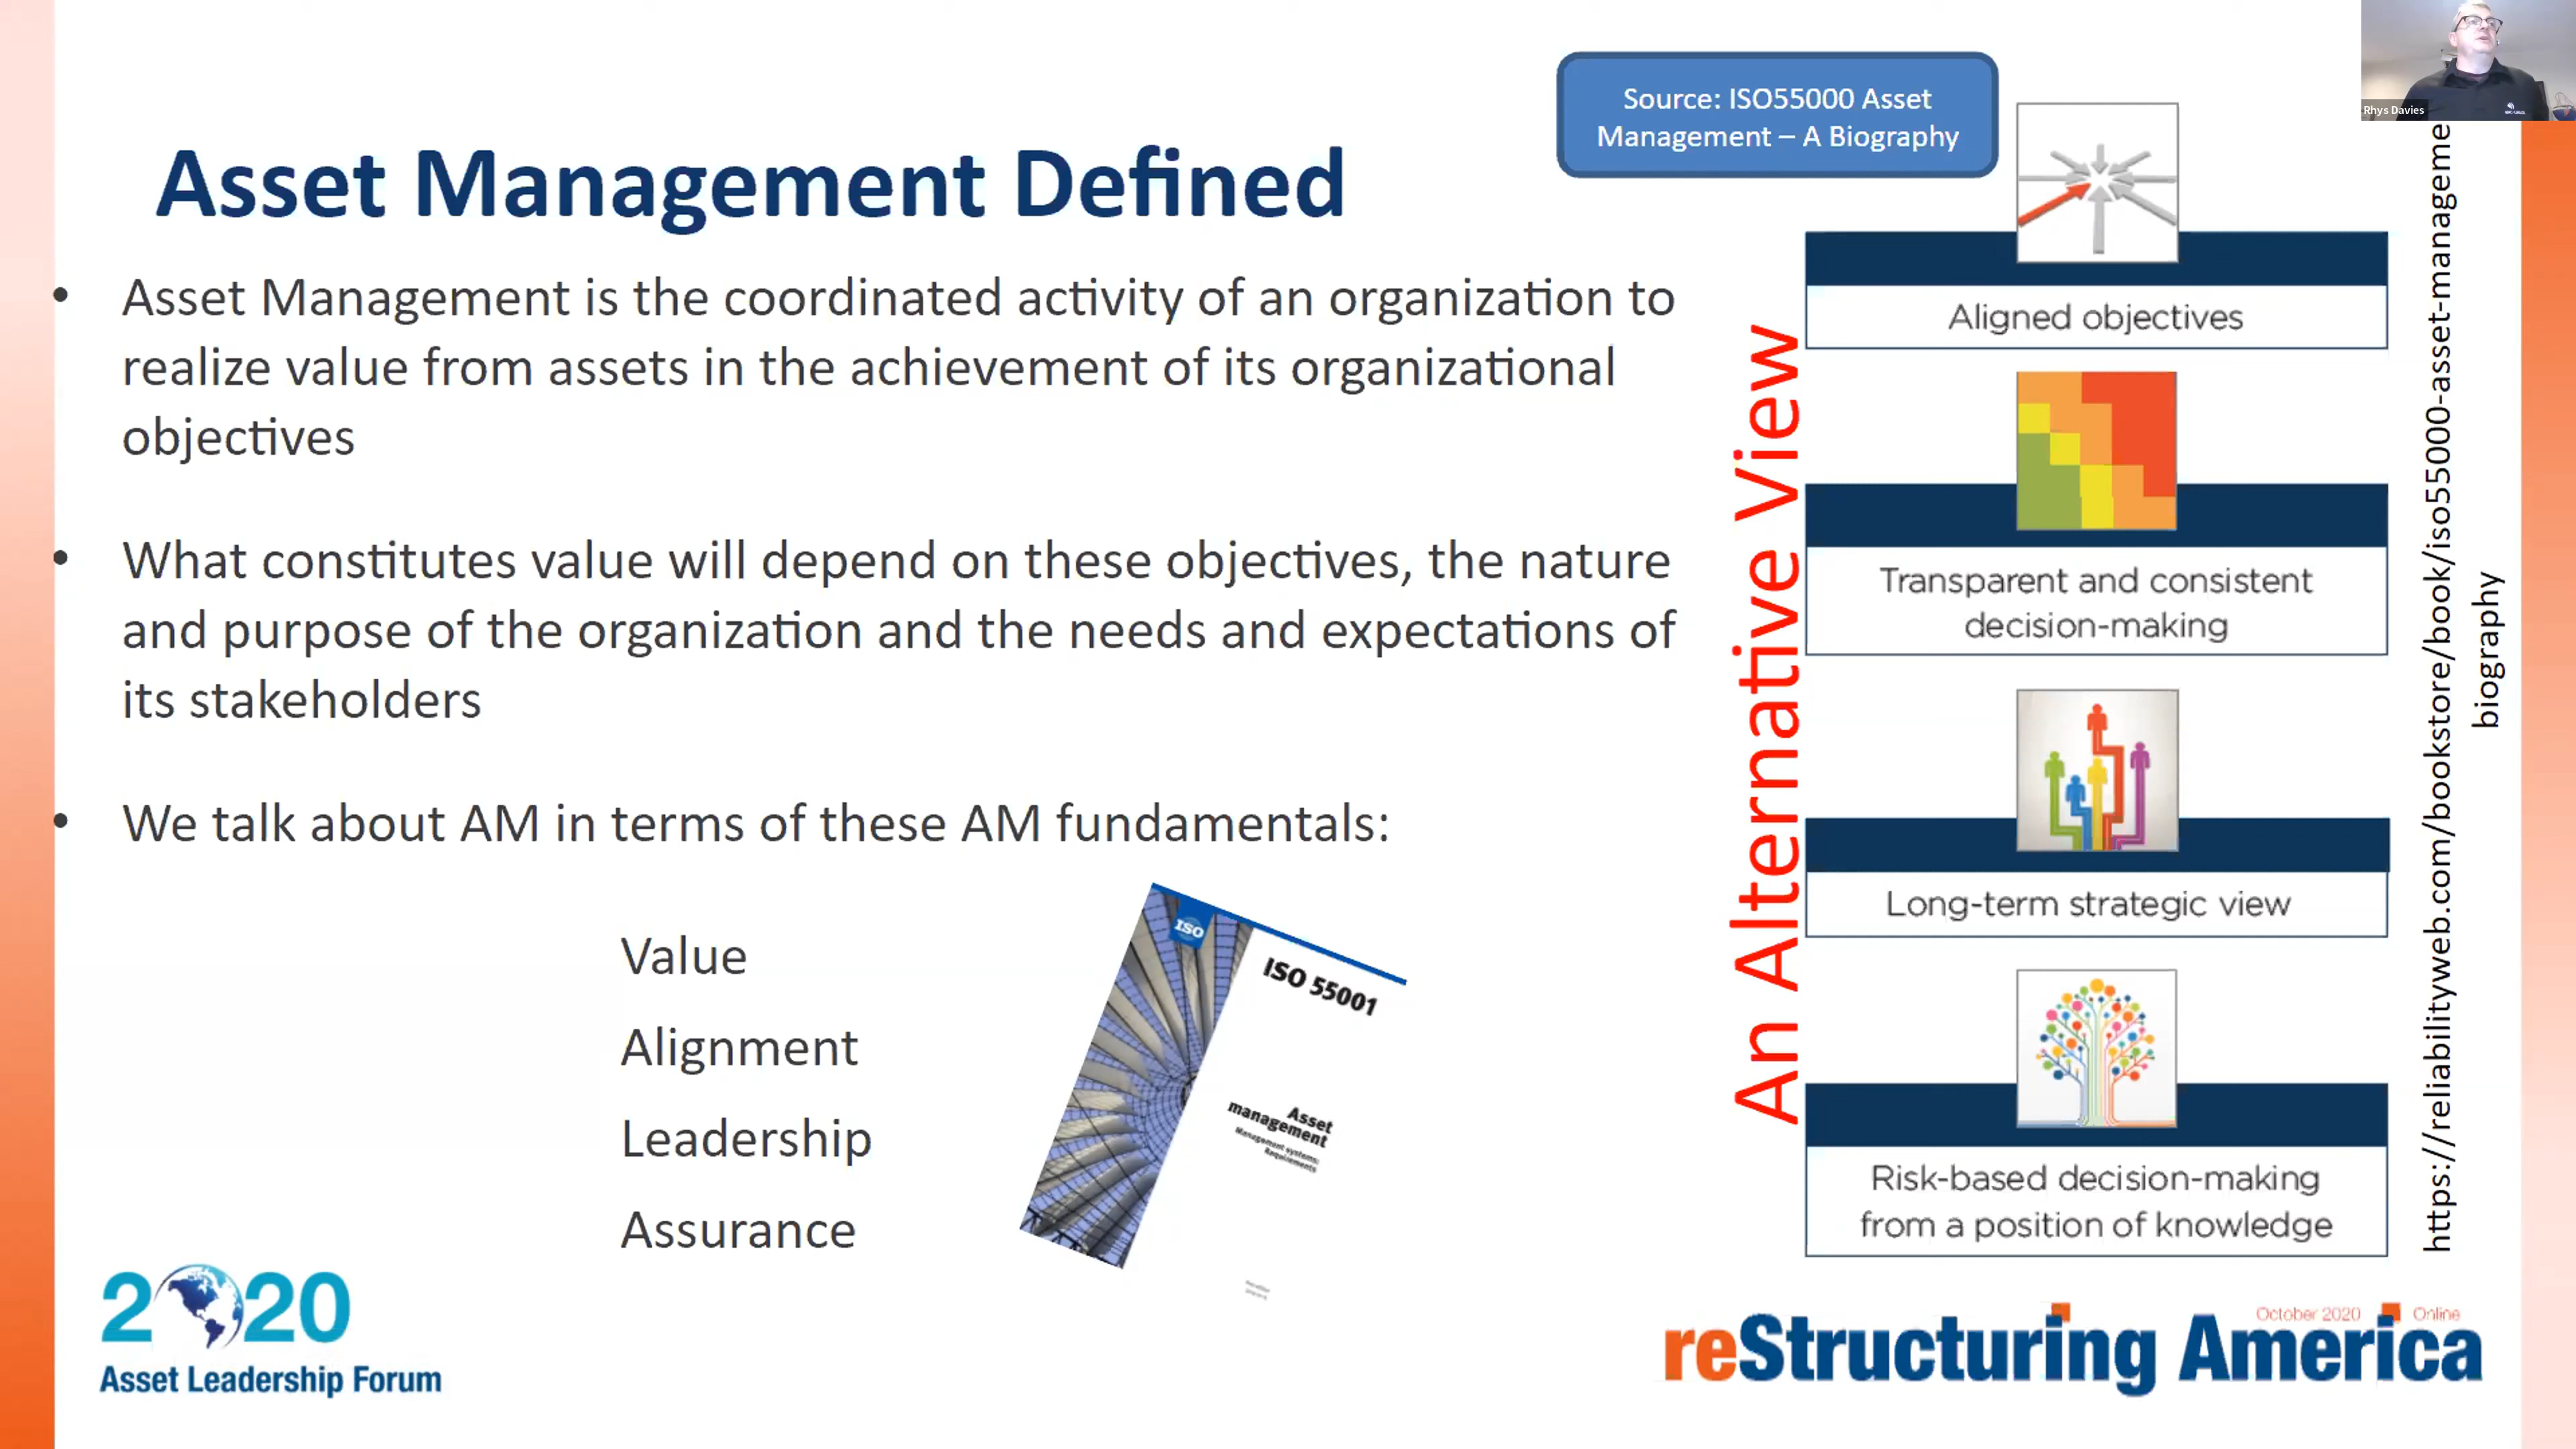 Source: ISO55000 Asset
Management – A Biography
Rhys Davies
Asset Management Defined
• Asset Management is the coordinated activity of an organization to
realize value from assets in the achievement of its organizational
objectives
• What constitutes value will depend on these objectives, the nature
and purpose of the organization and the needs and expectations of
its stakeholders
• We talk about AM in terms of these AM fundamentals:
Value
Alignment
Leadership
Assurance
ISO
ISO 55001
Asset
management
Management systems:
Requirements
An Alternative View
Aligned objectives
Transparent and consistent
decision-making
Long-term strategic view
Risk-based decision-making
from a position of knowledge
https://reliabilityweb.com/bookstore/book/iso55000-asset-manageme
biography
2020
Asset Leadership Forum
October 2020 Online
reStructuring America